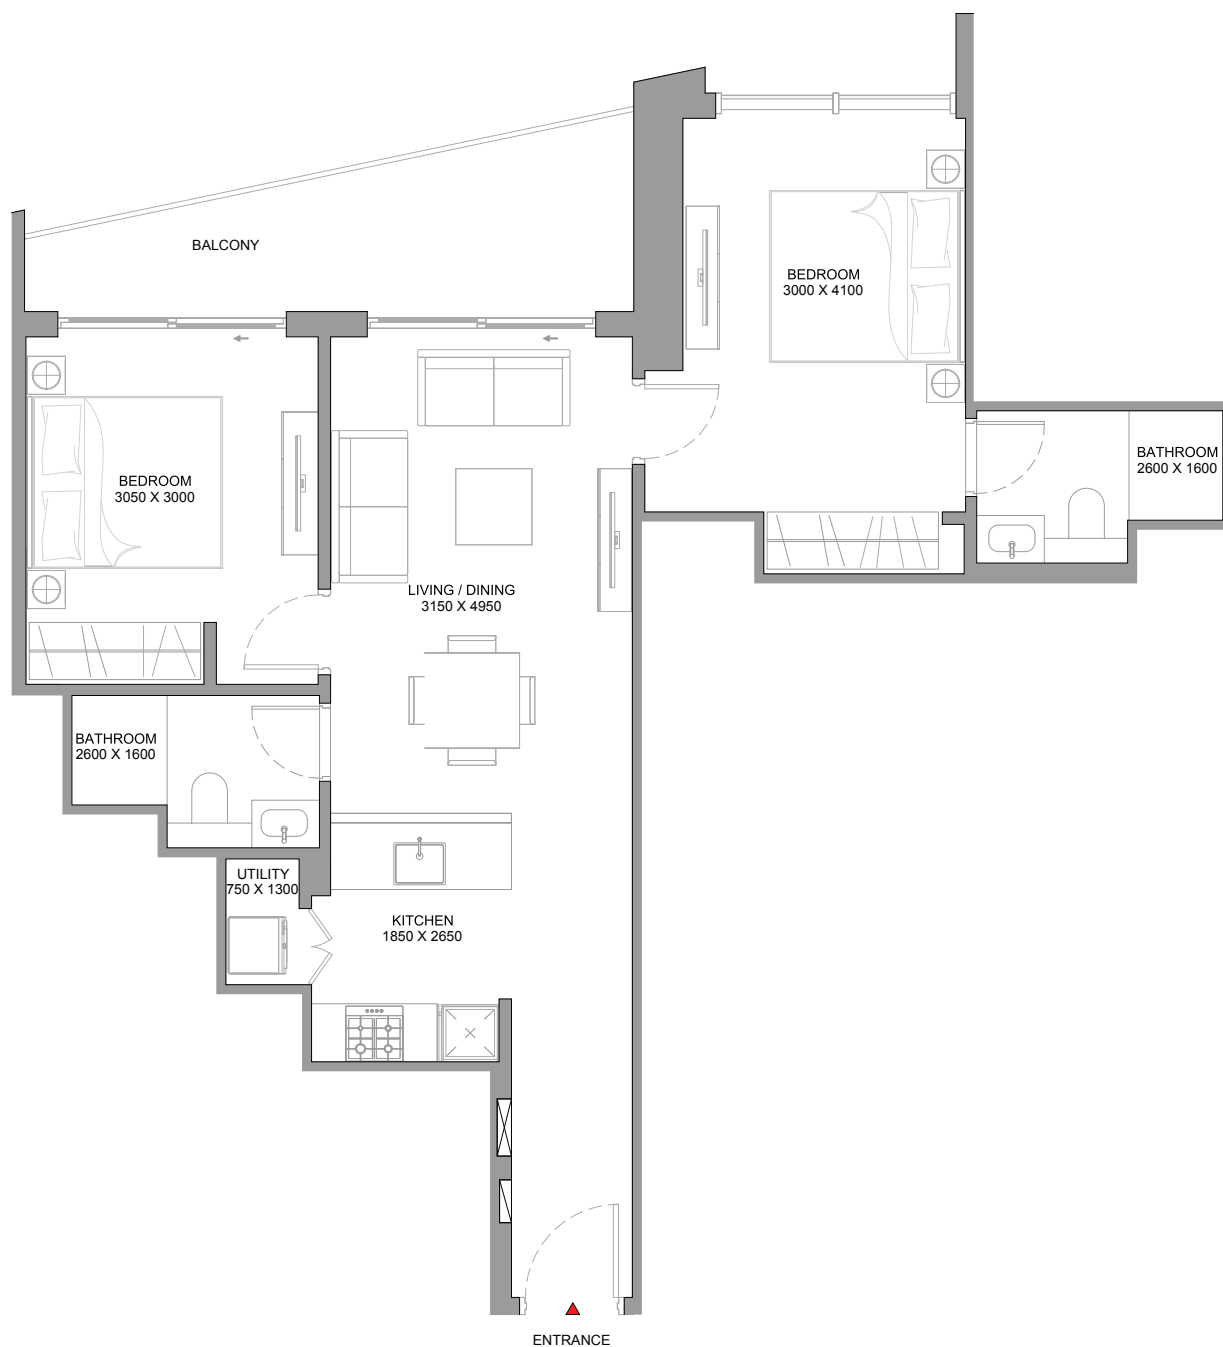 BALCONY
BEDROOM
3000 X 4100
BATHROOM
2600 X 1600
BEDROOM
3050 X 3000
LIVING / DINING
3150 X 4950
BATHROOM
2600 X 1600
UTILITY
750 X 1300
KITCHEN
1850 X 2650
ENTRANCE